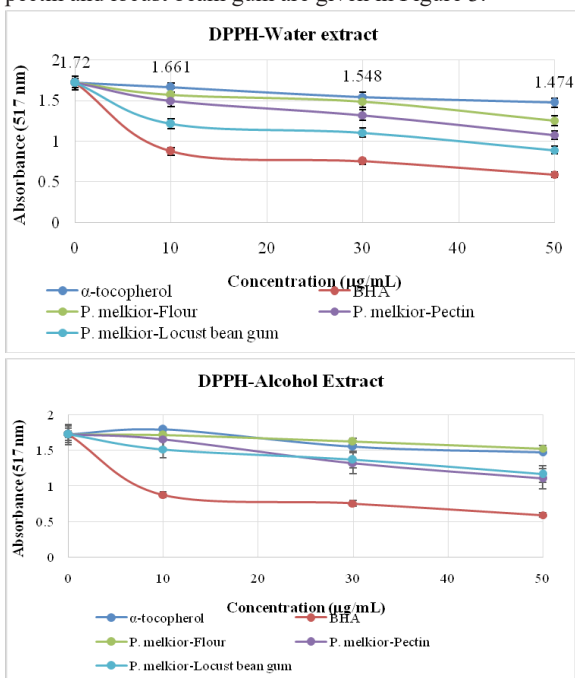 pectin and locust beam gum are given in Figure 5.
DPPH-Water extract
Absorbance (517 nm)
2
1.5
1
0.5
0
1.72
1.661
1.548
1.474
0 10 20 30 40 50
Concentration (µg/mL)
α-tocopherol BHA
P. melkior-Flour P. melkior-Pectin
P. melkior-Locust bean gum
DPPH-Alcohol Extract
Absorbance (517 nm)
2
1.5
1
0.5
0
0 10 20 30 40 50
Concentration (µg/mL)
α-tocopherol BHA
P. melkior-Flour P. melkior-Pectin
P. melkior-Locust bean gum